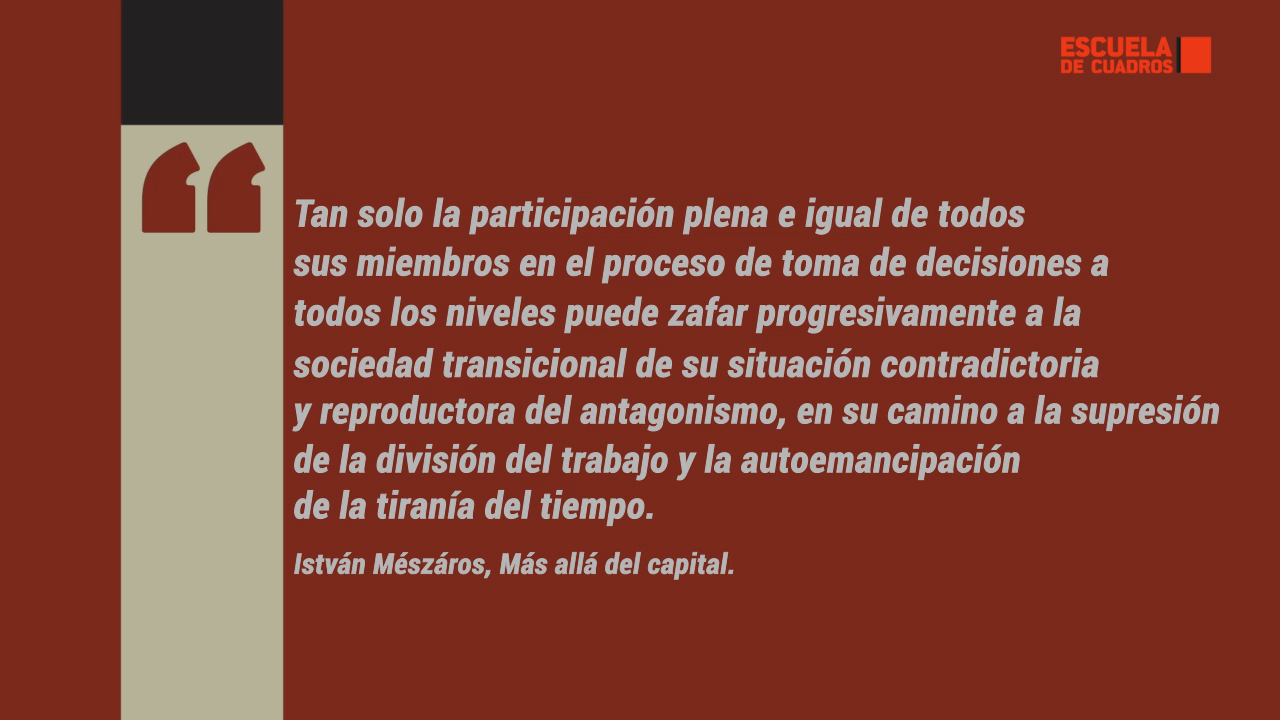 ESCUELA
DE CUADROS
Tan solo la participación plena e igual de todos
sus miembros en el proceso de toma de decisiones a
todos los niveles puede zafar progresivamente a la
sociedad transicional de su situación contradictoria
y reproductora del antagonismo, en su camino a la supresión
de la división del trabajo y la autoemancipación
de la tiranía del tiempo.
István Mészáros, Más allá del capital.